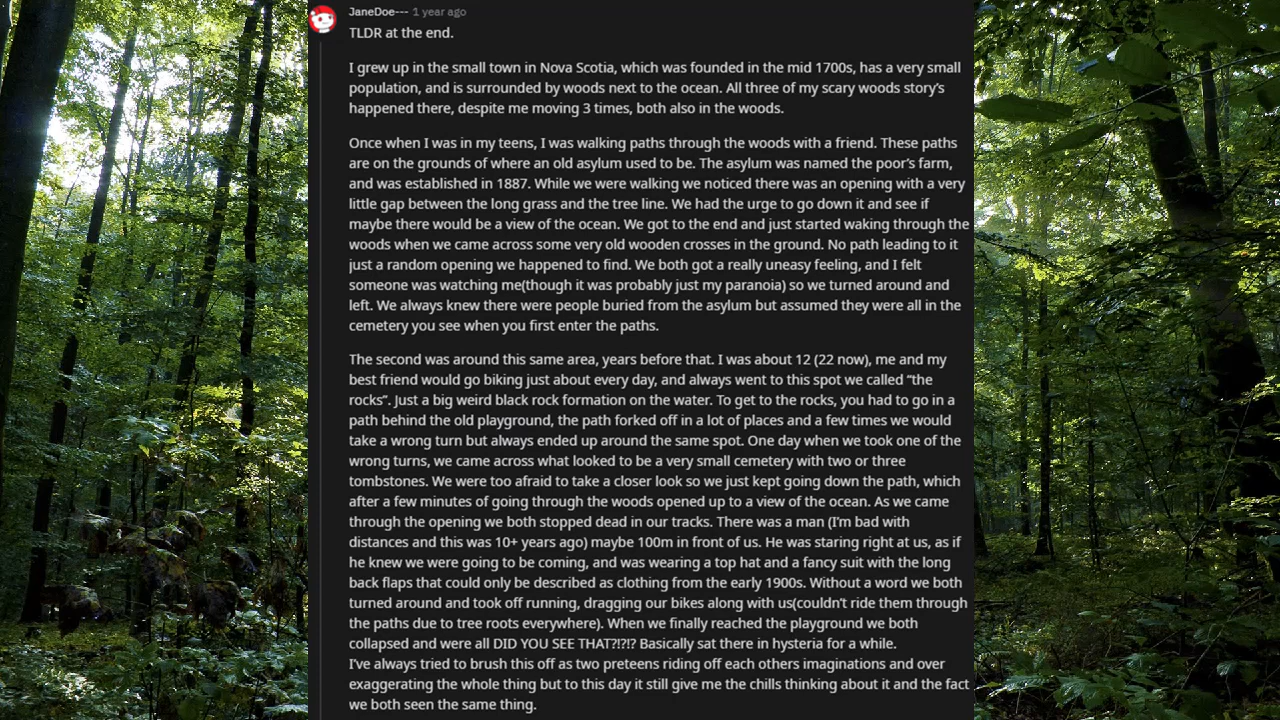 JaneDoe--- 1 year ago
TLDR at the end.
I grew up in the small town in Nova Scotia, which was founded in the mid 1700s, has a very small
population, and is surrounded by woods next to the ocean. All three of my scary woods story's
happened there, despite me moving 3 times, both also in the woods.
Once when I was in my teens, I was walking paths through the woods with a friend. These paths
are on the grounds of where an old asylum used to be. The asylum was named the poor's farm,
and was established in 1887. While we were walking we noticed there was an opening with a very
little gap between the long grass and the tree line. We had the urge to go down it and see if
maybe there would be a view of the ocean. We got to the end and just started waking through the
woods when we came across some very old wooden crosses in the ground. No path leading to it
just a random opening we happened to find. We both got a really uneasy feeling, and I felt
someone was watching me(though it was probably just my paranoia) so we turned around and
left. We always knew there were people buried from the asylum but assumed they were all in the
cemetery you see when you first enter the paths.
The second was around this same area, years before that. I was about 12 (22 now), me and my
best friend would go biking just about every day, and always went to this spot we called “the
rocks”. Just a big weird black rock formation on the water. To get to the rocks, you had to go in a
path behind the old playground, the path forked off in a lot of places and a few times we would
take a wrong turn but always ended up around the same spot. One day when we took one of the
wrong turns, we came across what looked to be a very small cemetery with two or three
tombstones. We were too afraid to take a closer look so we just kept going down the path, which
after a few minutes of going through the woods opened up to a view of the ocean. As we came
through the opening we both stopped dead in our tracks. There was a man (I'm bad with
distances and this was 10+ years ago) maybe 100m in front of us. He was staring right at us, as if
he knew we were going to be coming, and was wearing a top hat and a fancy suit with the long
back flaps that could only be described as clothing from the early 1900s. Without a word we both
turned around and took off running, dragging our bikes along with us(couldn't ride them through
the paths due to tree roots everywhere). When we finally reached the playground we both
collapsed and were all DID YOU SEE THAT?!?!? Basically sat there in hysteria for a while.
I've always tried to brush this off as two preteens riding off each others imaginations and over
exaggerating the whole thing but to this day it still give me the chills thinking about it and the fact
we both seen the same thing.